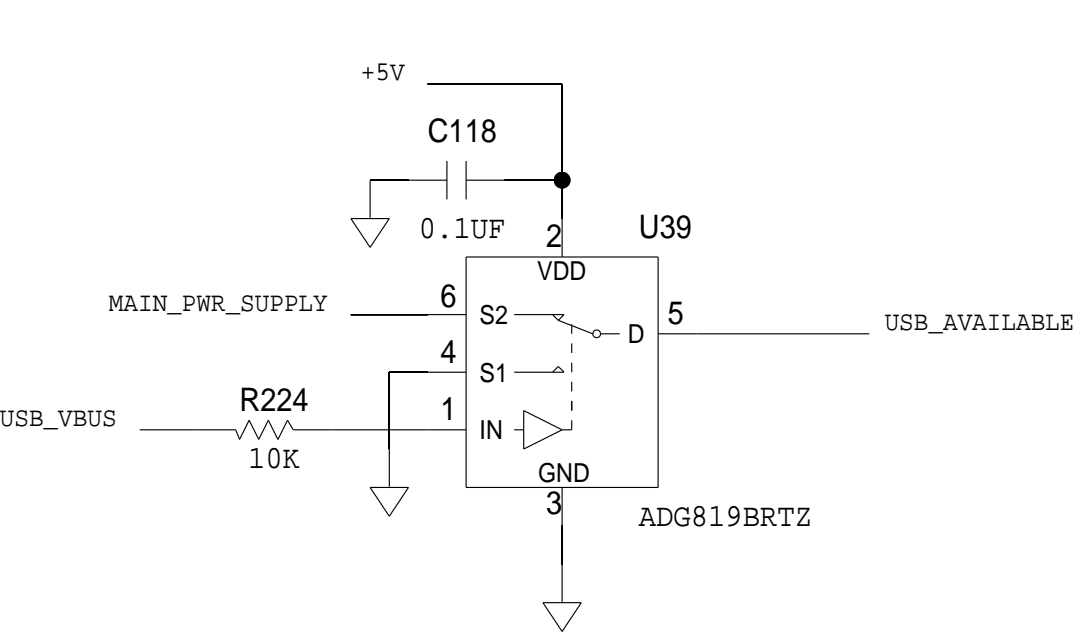 +5V
C118
0.1UF
U39
2
VDD
MAIN_PWR_SUPPLY
6
S2
D
5
USB_AVAILABLE
4
S1
USB_VBUS
R224
10K
1
IN
GND
3
ADG819BRTZ